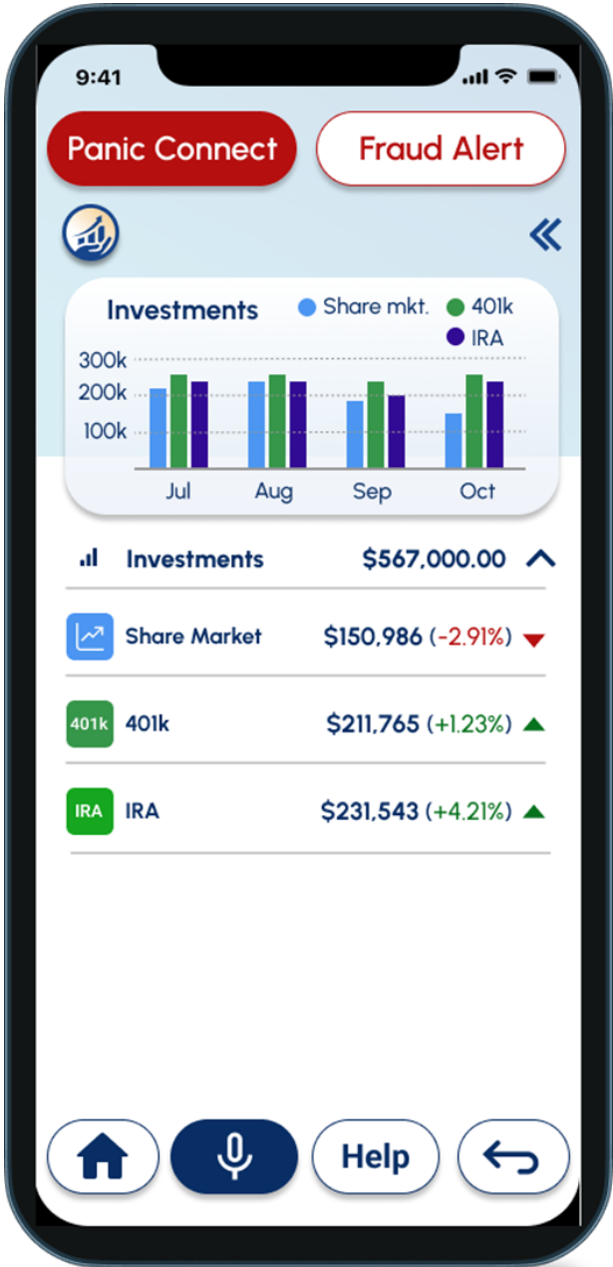 9:41
Panic Connect Fraud Alert
Investments Share mkt. 401k
IRA
300k
200k
100k
Jul Aug Sep Oct
Investments $567,000.00
Share Market $150,986 (-2.91%)
401k 401k $211,765 (+1.23%)
IRA IRA $231,543 (+4.21%)
Help